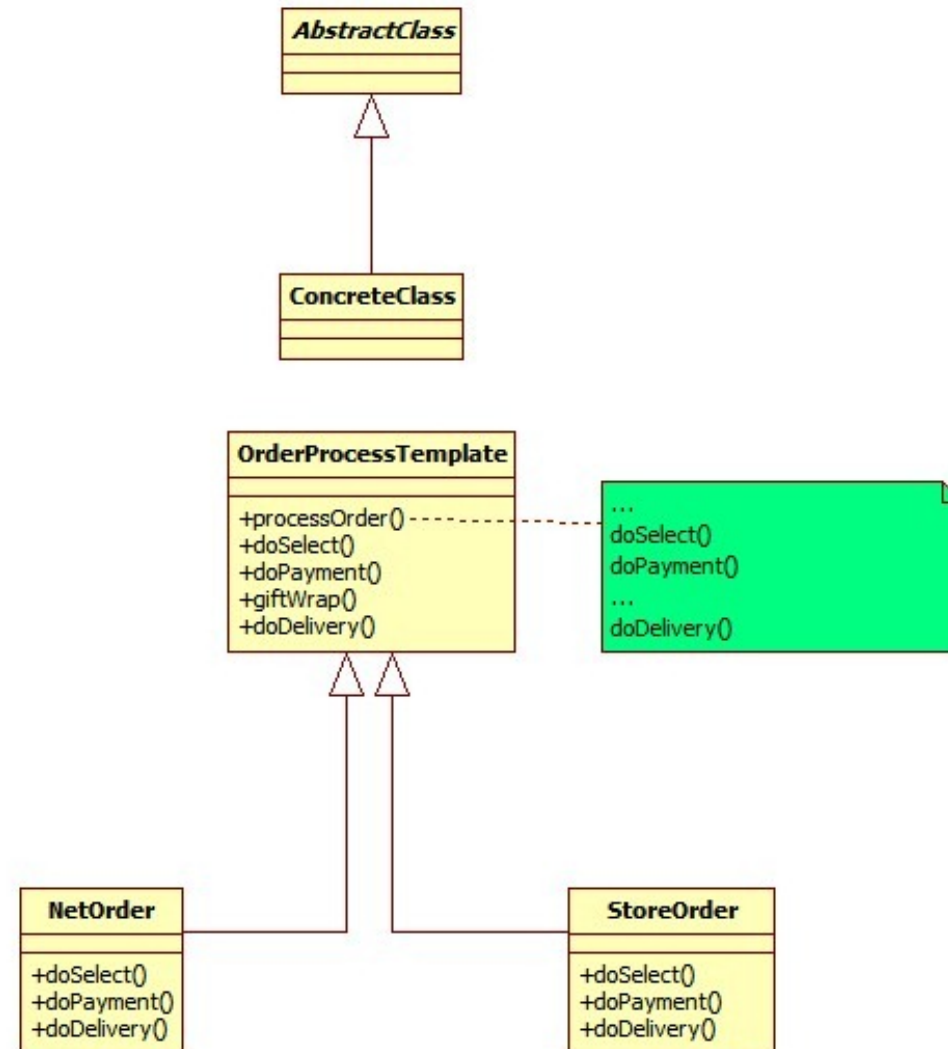 AbstractClass
ConcreteClass
OrderProcessTemplate
+processOrder()
+doSelect()
+doPayment()
+giftWrap()
+doDelivery()
...
doSelect()
doPayment()
...
doDelivery()
NetOrder
+doSelect()
+doPayment()
+doDelivery()
StoreOrder
+doSelect()
+doPayment()
+doDelivery()